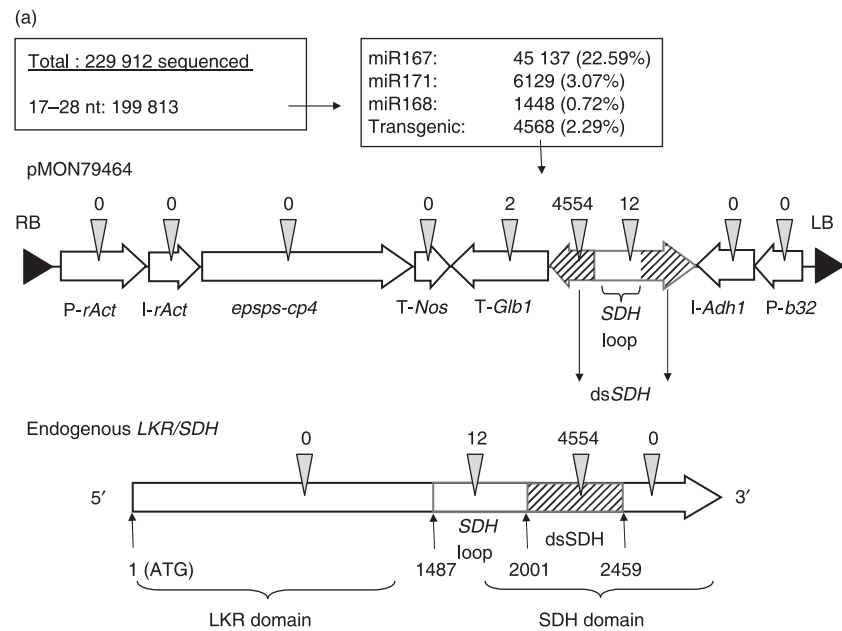 (a)
Total : 229 912 sequenced
17–28 nt: 199 813
miR167: 45 137 (22.59%)
miR171: 6129 (3.07%)
miR168: 1448 (0.72%)
Transgenic: 4568 (2.29%)
pMON79464
0 0 0 0 2 4554 12 0 0
RB LB
P-rAct I-rAct epsps-cp4 T-Nos T-Glb1 SDH I-Adh1 P-b32
loop
dsSDH
Endogenous LKR/SDH
0 12 4554 0
5′ 3′
SDH dsSDH
loop
1 (ATG) 1487 2001 2459
LKR domain SDH domain